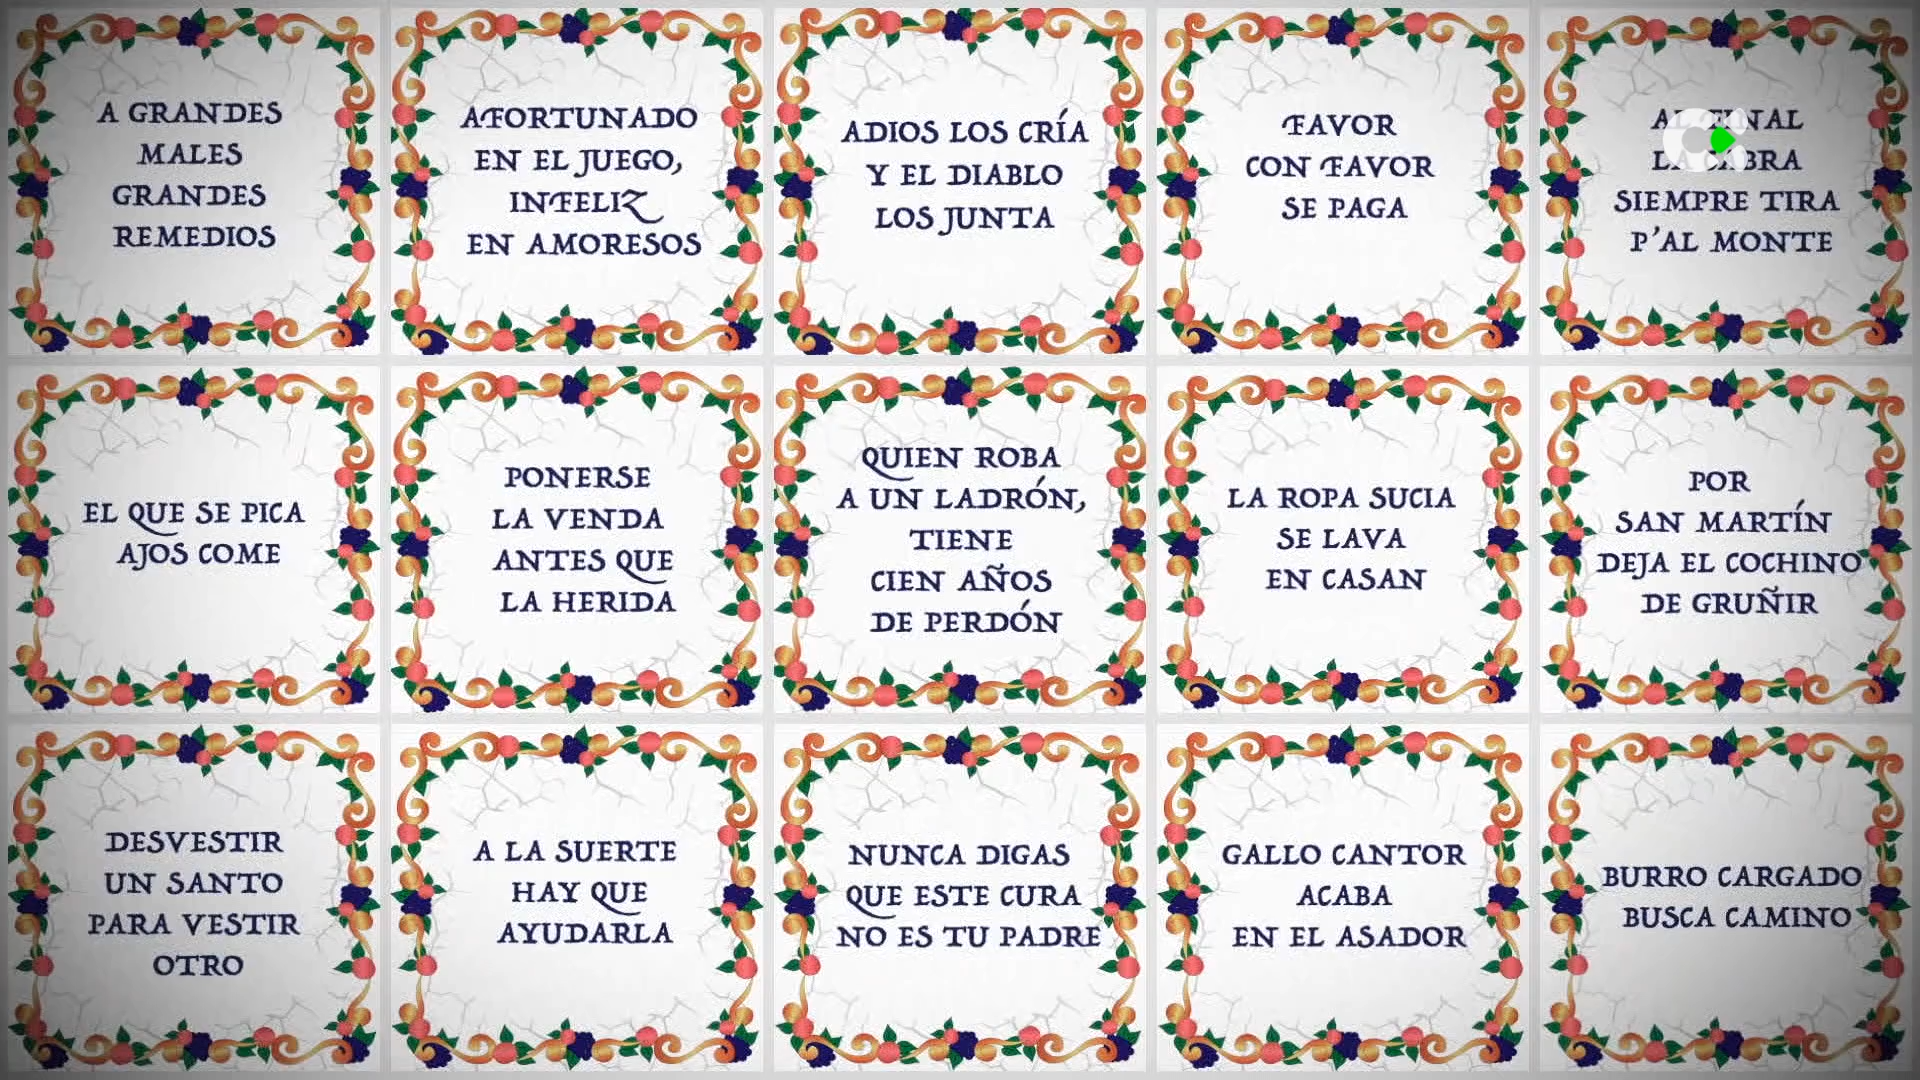 A GRANDES
MALES
GRANDES
REMEDIOS
AFORTUNADO
EN EL JUEGO,
INFELIZ
EN AMORESOS
ADIOS LOS CRÍA
Y EL DIABLO
LOS JUNTA
FAVOR
CON FAVOR
SE PAGA
AL FINAL
LA CABRA
SIEMPRE TIRA
P'AL MONTE
EL QUE SE PICA
AJOS COME
PONERSE
LA VENDA
ANTES QUE
LA HERIDA
QUIEN ROBA
A UN LADRÓN,
TIENE
CIEN AÑOS
DE PERDÓN
LA ROPA SUCIA
SE LAVA
EN CASAN
POR
SAN MARTÍN
DEJA EL COCHINO
DE GRUÑIR
DESVESTIR
UN SANTO
PARA VESTIR
OTRO
A LA SUERTE
HAY QUE
AYUDARLA
NUNCA DIGAS
QUE ESTE CURA
NO ES TU PADRE
GALLO CANTOR
ACABA
EN EL ASADOR
BURRO CARGADO
BUSCA CAMINO